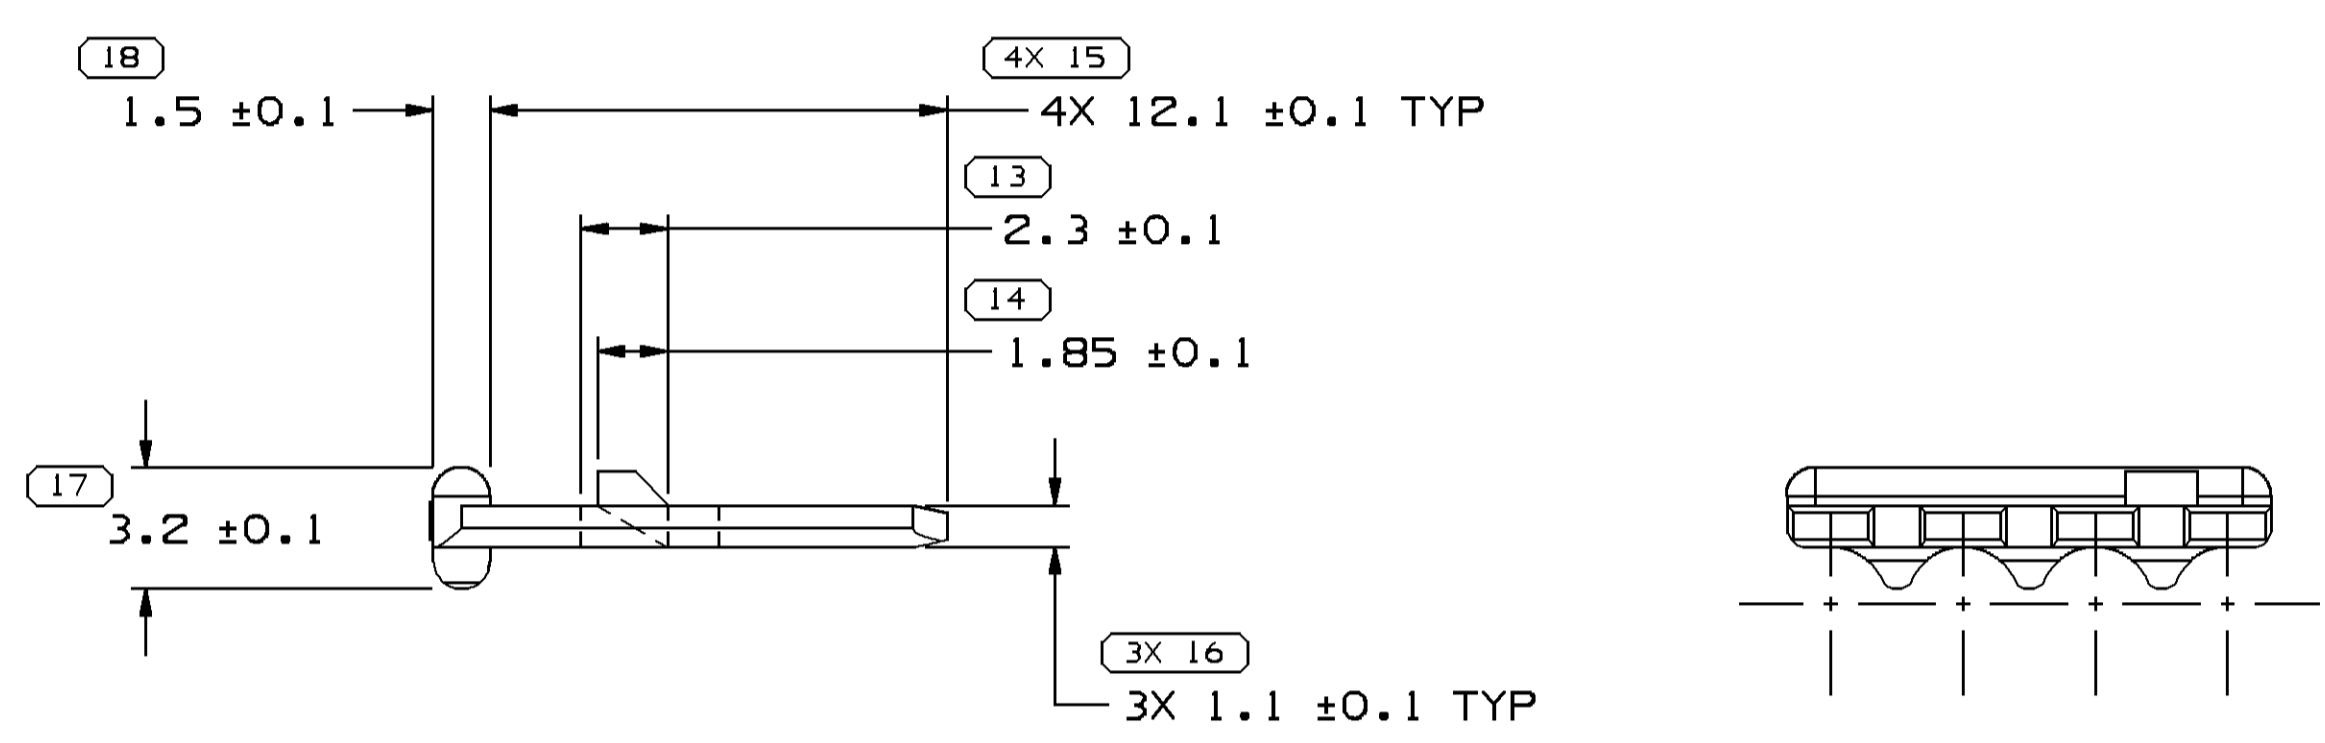 18
1.5 ±0.1
4X 15
4X 12.1 ±0.1 TYP
13
2.3 ±0.1
14
1.85 ±0.1
17
3.2 ±0.1
3X 16
3X 1.1 ±0.1 TYP